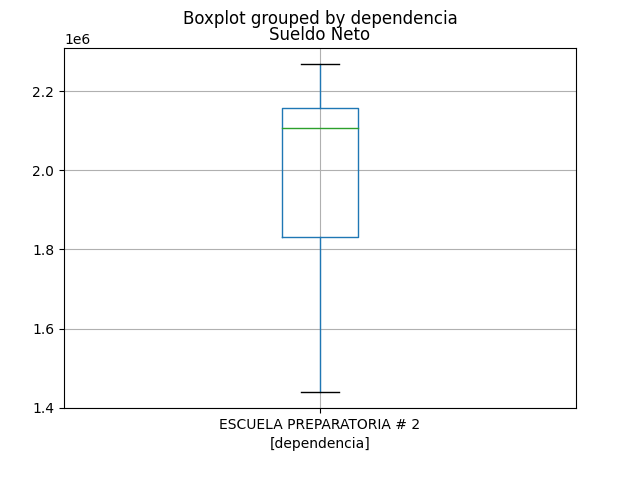 Boxplot grouped by dependencia
Sueldo Neto
1e6
2.2
2.0
1.8
1.6
1.4
ESCUELA PREPARATORIA # 2
[dependencia]